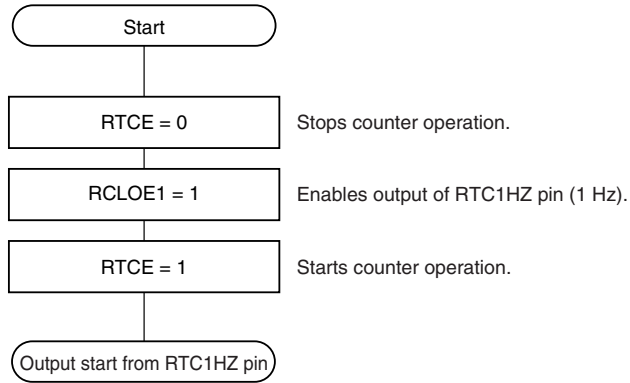 Start
RTCE = 0
Stops counter operation.
RCLOE1 = 1
Enables output of RTC1HZ pin (1 Hz).
RTCE = 1
Starts counter operation.
Output start from RTC1HZ pin